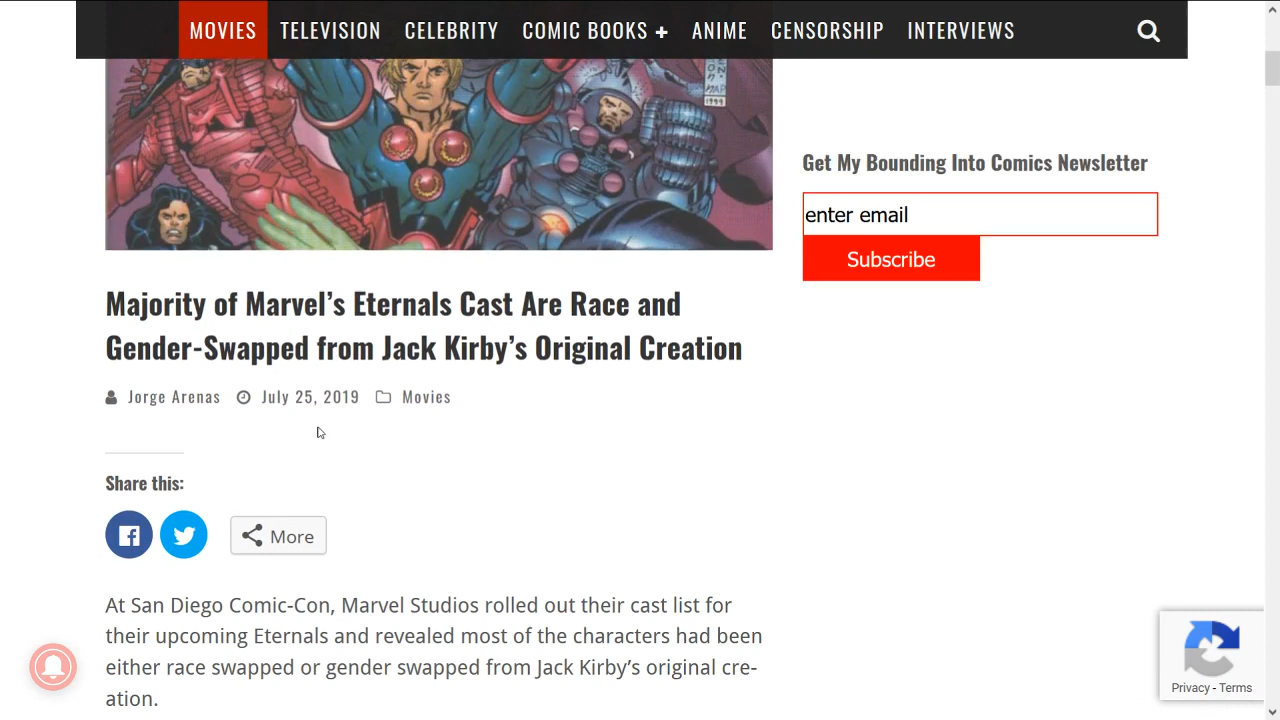 MOVIES TELEVISION CELEBRITY COMIC BOOKS + ANIME CENSORSHIP INTERVIEWS
1999
Get My Bounding Into Comics Newsletter
enter email
Subscribe
Majority of Marvel's Eternals Cast Are Race and
Gender-Swapped from Jack Kirby's Original Creation
Jorge Arenas July 25, 2019 Movies
Share this:
More
At San Diego Comic-Con, Marvel Studios rolled out their cast list for
their upcoming Eternals and revealed most of the characters had been
either race swapped or gender swapped from Jack Kirby's original cre-
ation.
Privacy - Terms